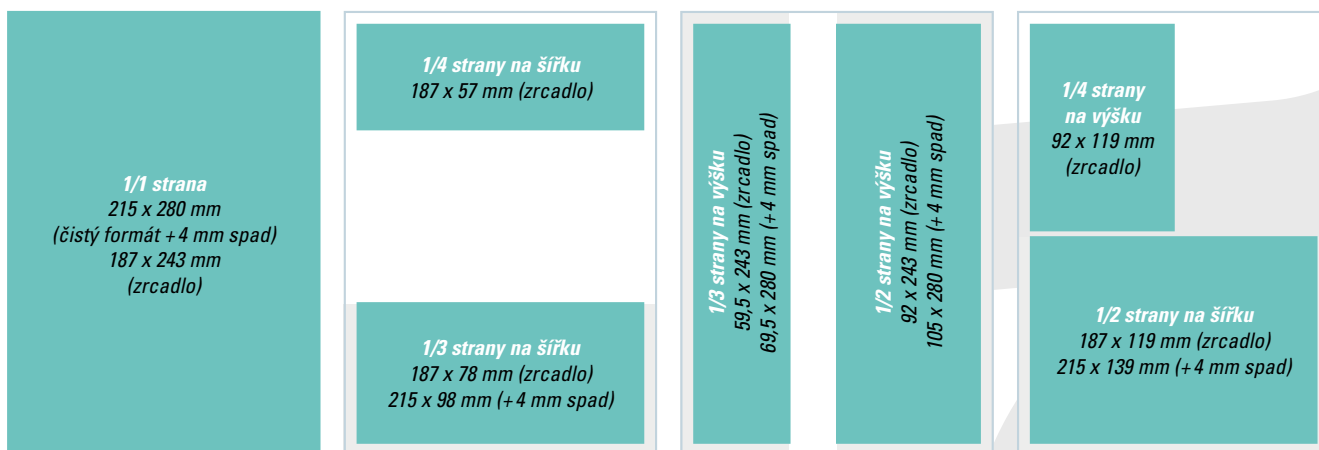 1/1 strana
215 x 280 mm
(čistý formát +4 mm spad)
187 x 243 mm
(zrcadlo)
1/4 strany na šířku
187 x 57 mm (zrcadlo)
1/3 strany na šířku
187 x 78 mm (zrcadlo)
215 x 98 mm (+4 mm spad)
1/3 strany na výšku
59,5 x 243 mm (zrcadlo)
69,5 x 280 mm (+4 mm spad)
1/2 strany na výšku
92 x 243 mm (zrcadlo)
105 x 280 mm (+4 mm spad)
1/4 strany
na výšku
92 x 119 mm
(zrcadlo)
1/2 strany na šířku
187 x 119 mm (zrcadlo)
215 x 139 mm (+4 mm spad)